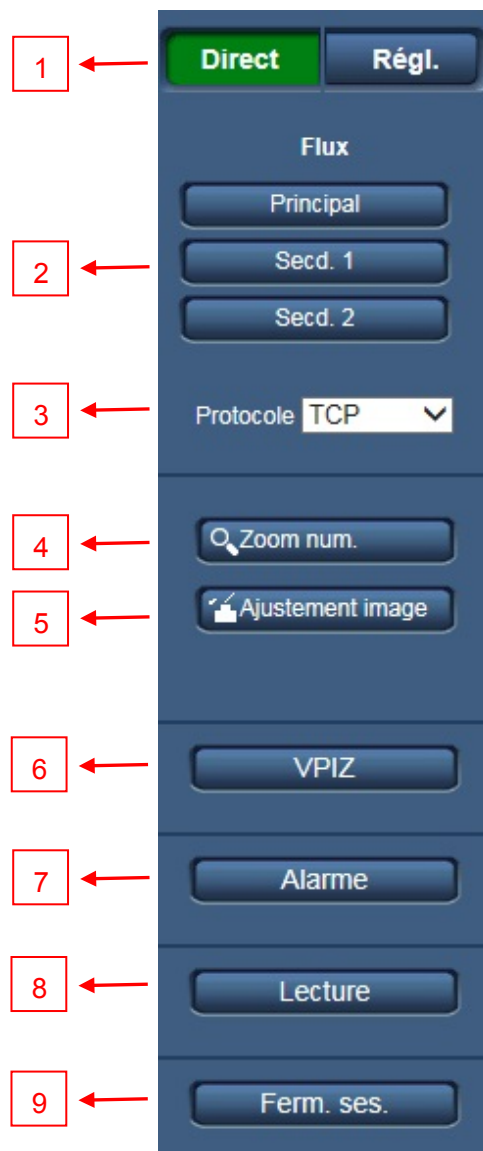 1 Direct Régl.
Flux
Principal
2 Secd. 1
Secd. 2
3 Protocole TCP
4 Zoom num.
5 Ajustement image
6 VPIZ
7 Alarme
8 Lecture
9 Ferm. ses.